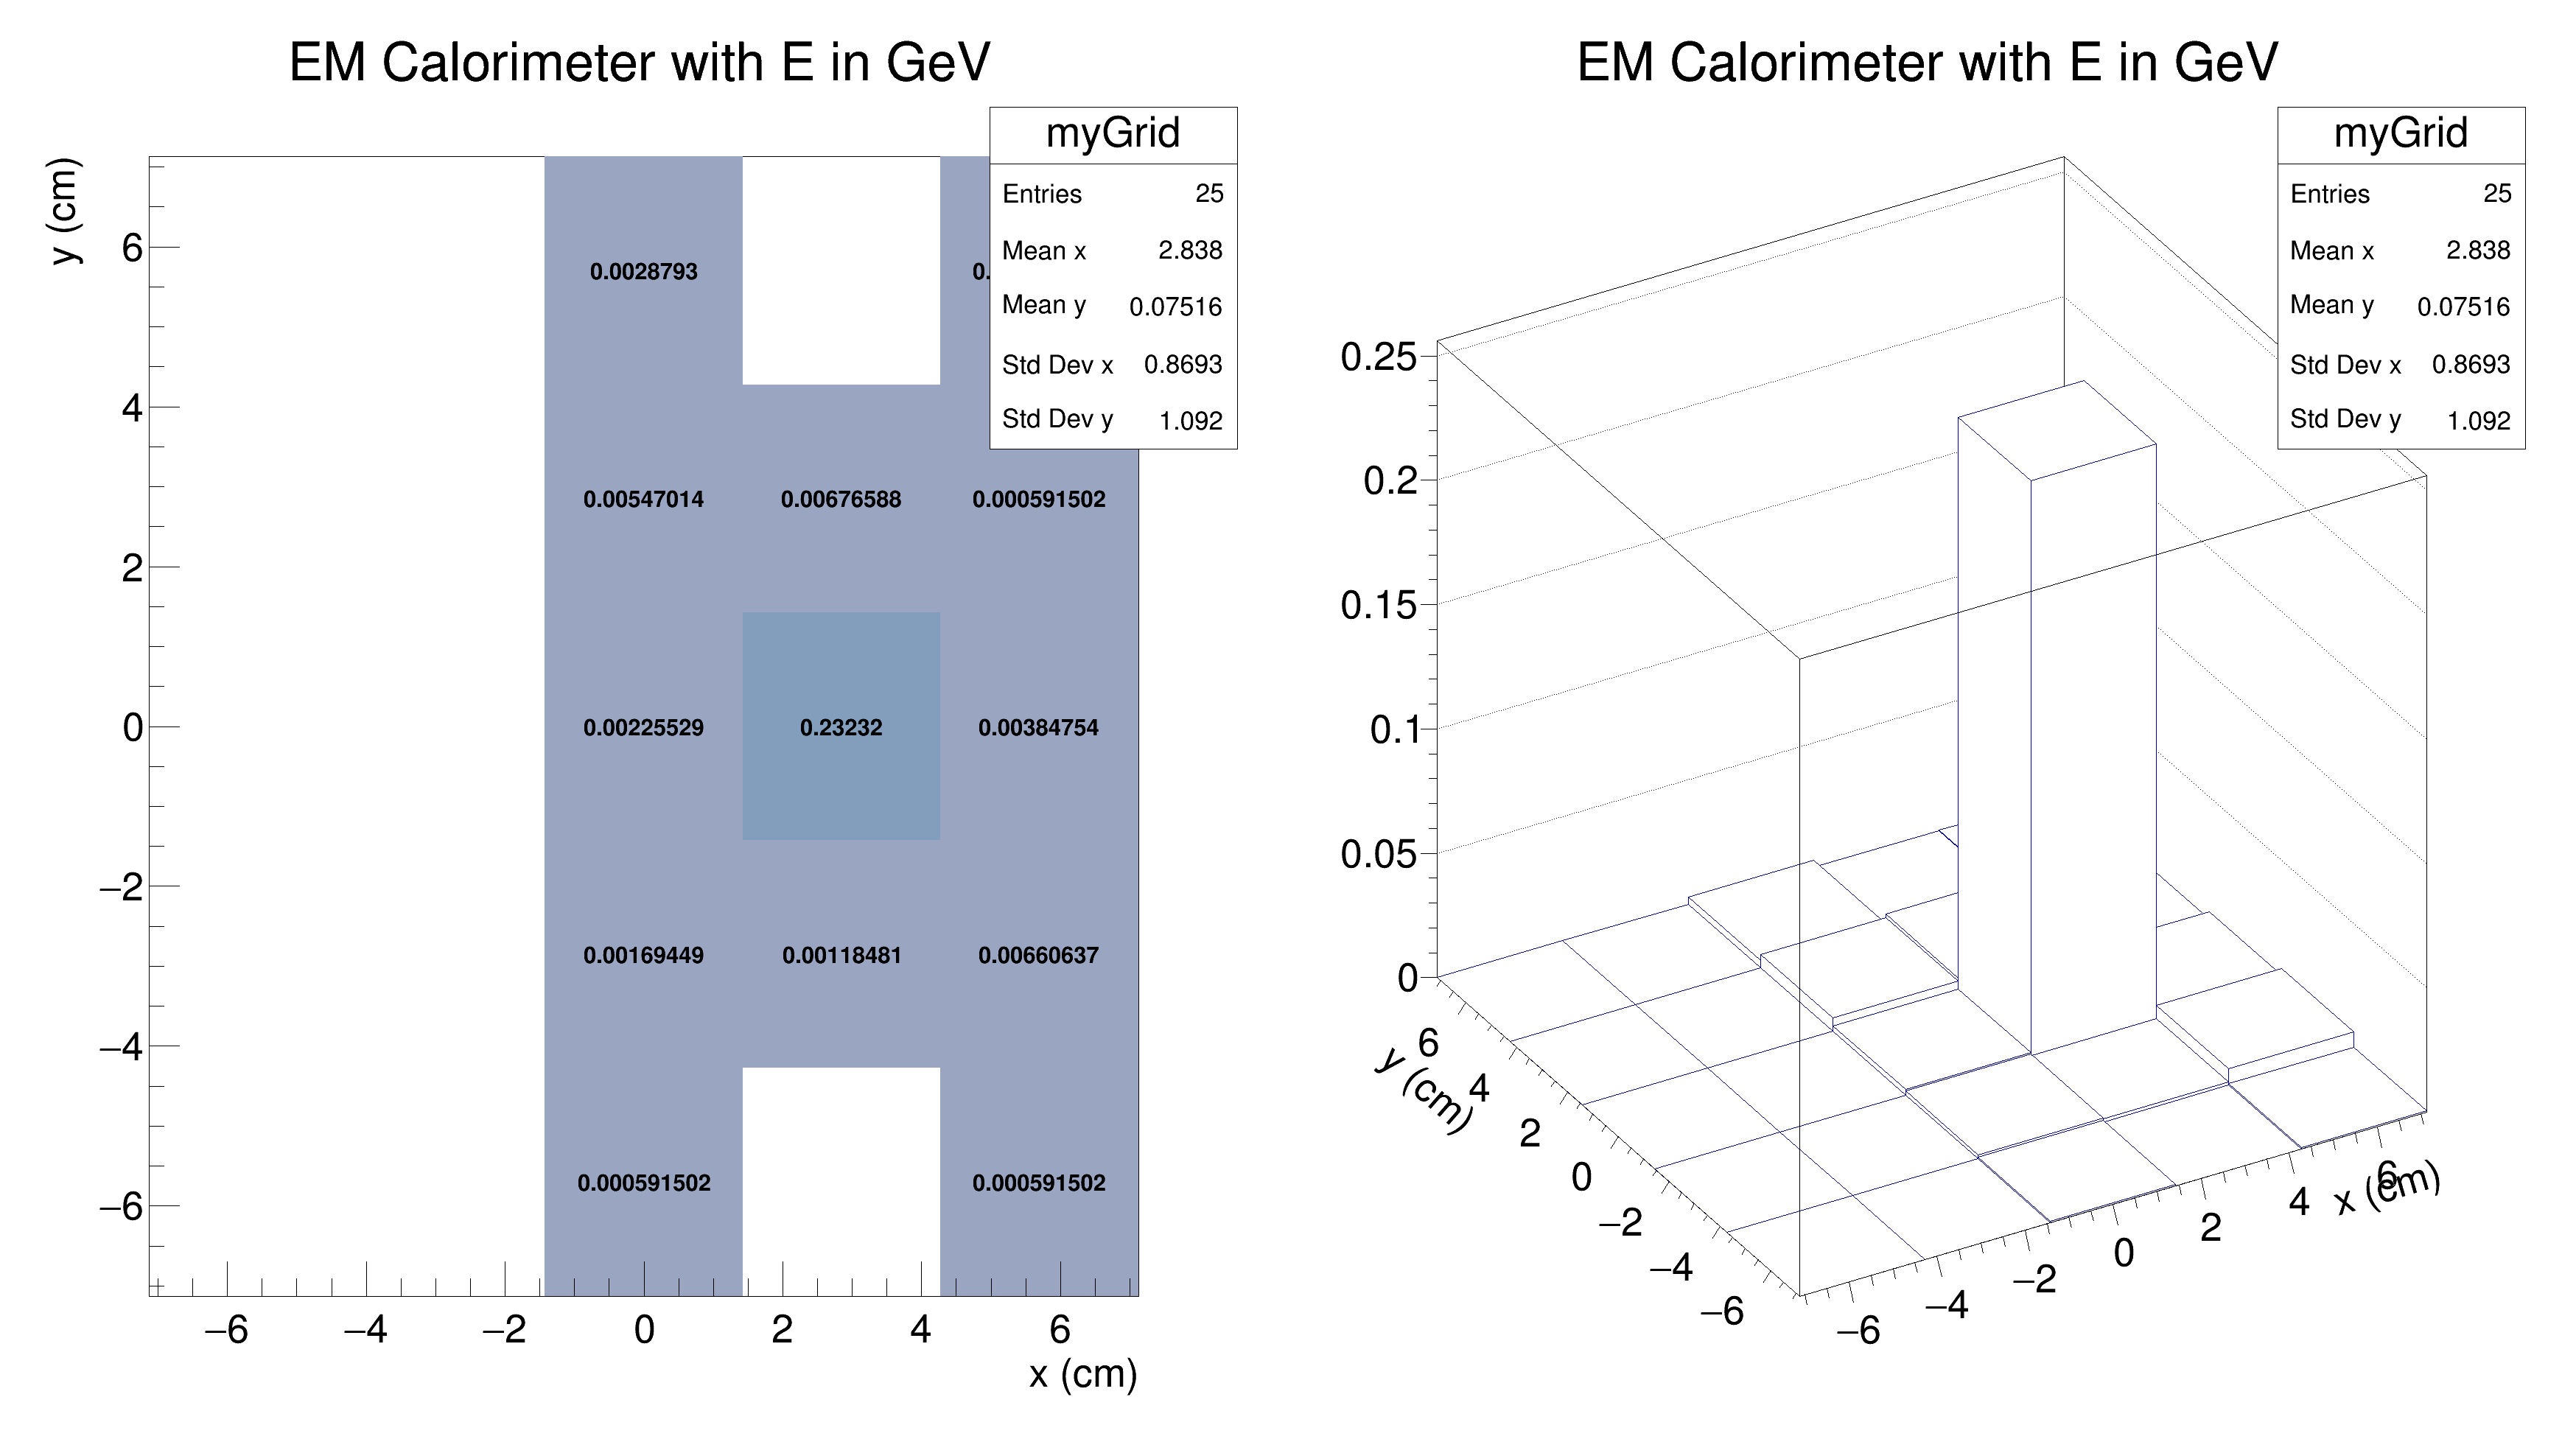 EM Calorimeter with E in GeV
myGrid
Entries 25
Mean x 2.838
Mean y 0.07516
Std Dev x 0.8693
Std Dev y 1.092
y (cm)
6
4
2
0
−2
−4
−6
0.0028793 0.
0.00547014 0.00676588 0.000591502
0.00225529 0.23232 0.00384754
0.00169449 0.00118481 0.00660637
0.000591502 0.000591502
−6 −4 −2 0 2 4 6
x (cm)
EM Calorimeter with E in GeV
myGrid
Entries 25
Mean x 2.838
Mean y 0.07516
Std Dev x 0.8693
Std Dev y 1.092
0.25
0.2
0.15
0.1
0.05
0
6
4
2
0
−2
−4
−6
y (cm)
−6 −4 −2 0 2 4 6
x (cm)